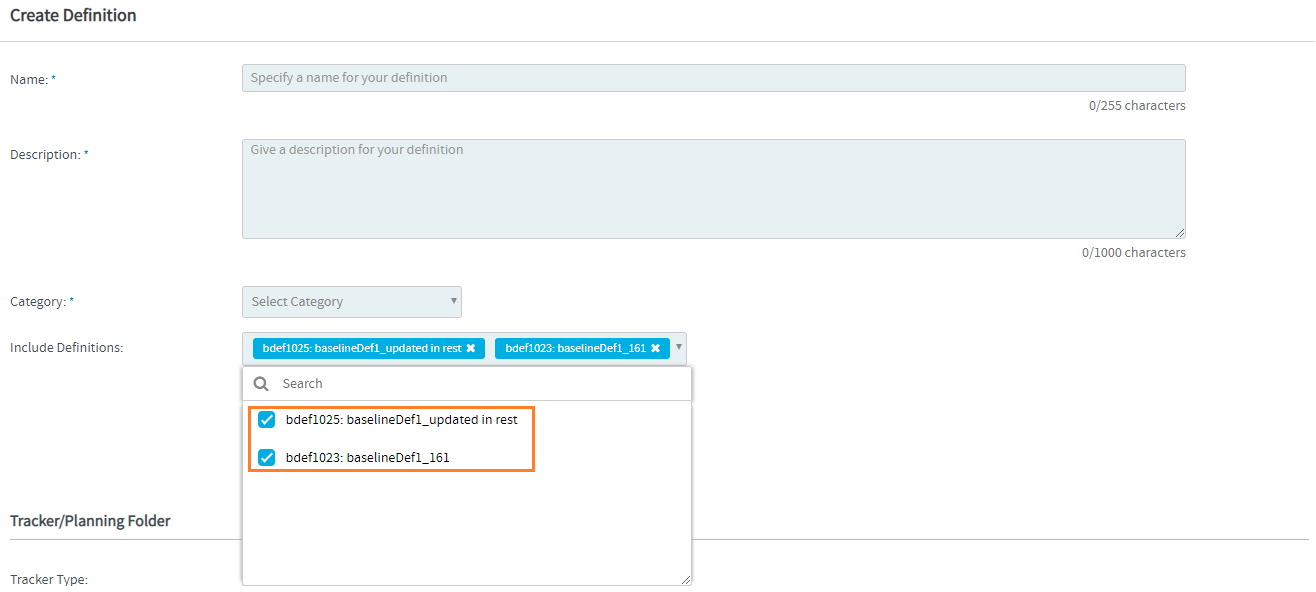 Create Definition
Name: *
Specify a name for your definition
0/255 characters
Description: *
Give a description for your definition
0/1000 characters
Category: *
Select Category
Include Definitions:
bdef1025: baselineDef1_updated in rest ✖ bdef1023: baselineDef1_161 ✖
Search
bdef1025: baselineDef1_updated in rest
bdef1023: baselineDef1_161
Tracker/Planning Folder
Tracker Type: